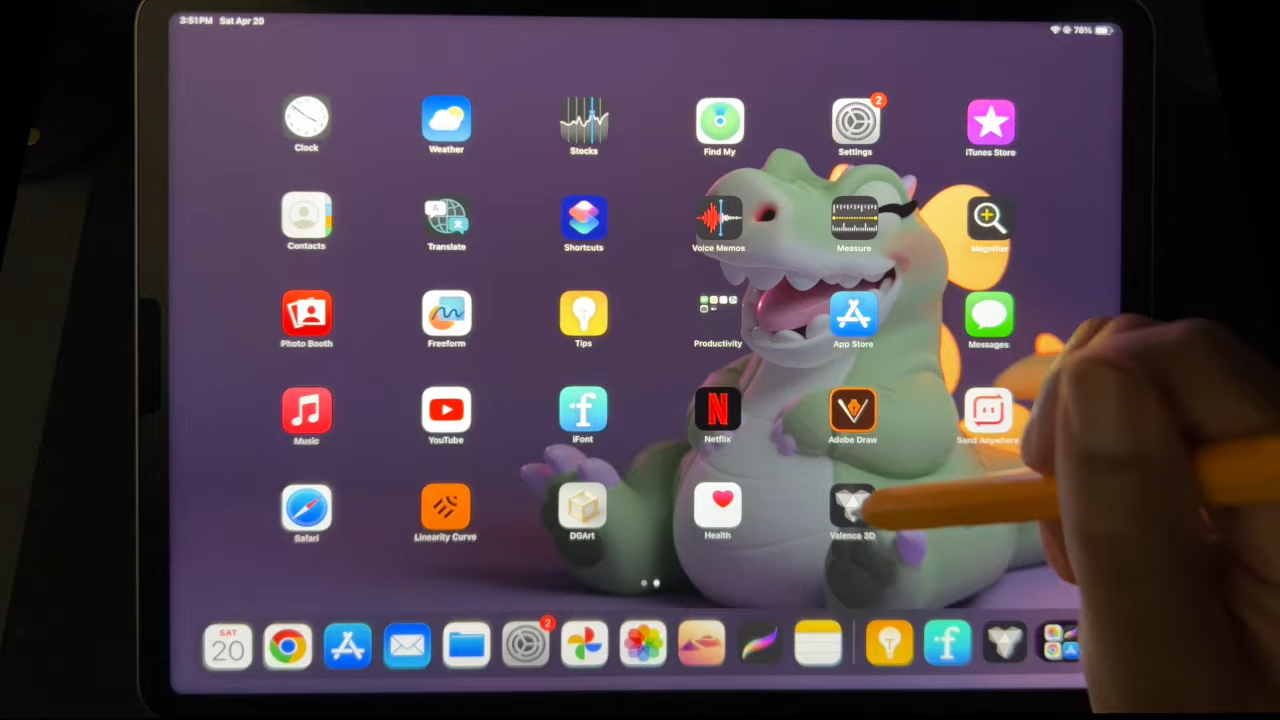 3:51PM Sat Apr 20
78%
Clock
Weather
Stocks
Find My
2
Settings
iTunes Store
Contacts
Translate
Shortcuts
Voice Memos
Measure
Magnifier
Photo Booth
Freeform
Tips
Productivity
App Store
Messages
Music
YouTube
iFont
Netflix
Adobe Draw
Send Anywhere
Safari
Linearity Curve
DGArt
Health
Valence 3D
SAT
20
2